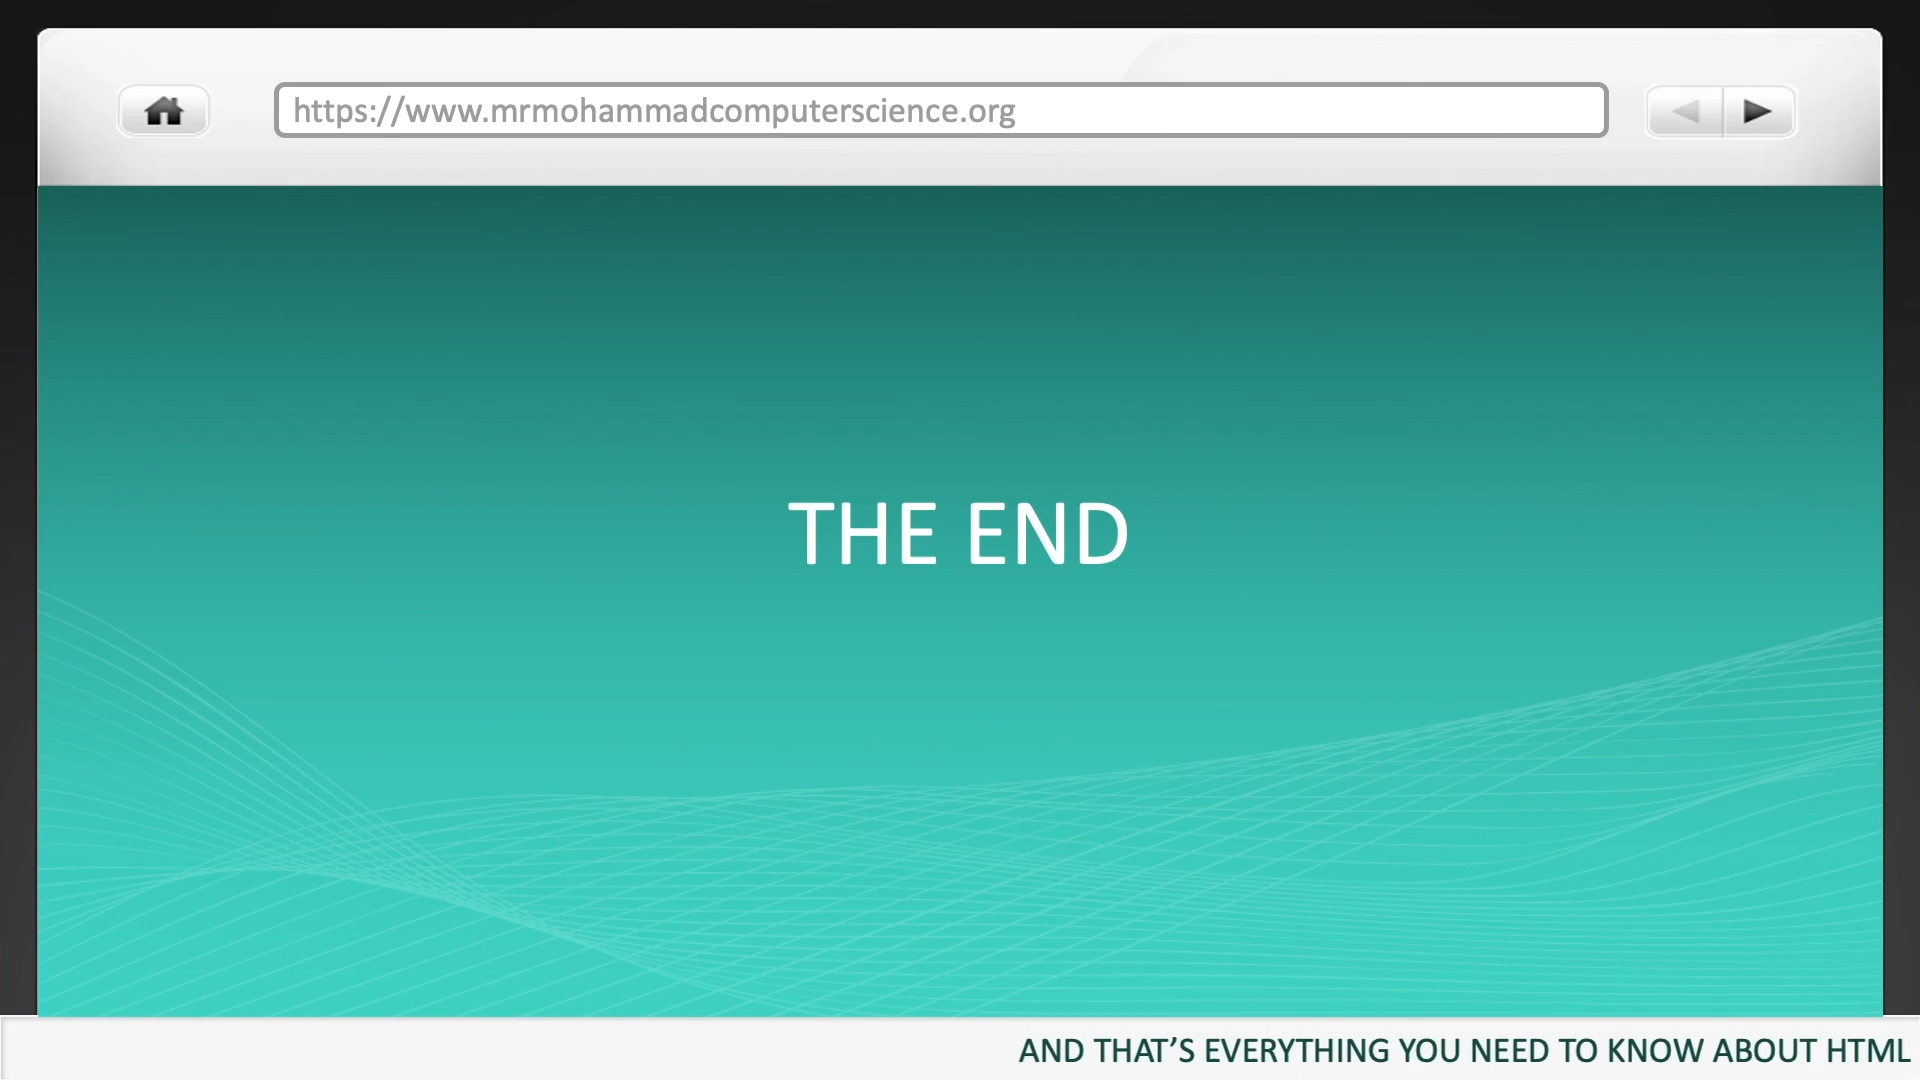 https://www.mrmohammadcomputerscience.org
THE END
AND THAT’S EVERYTHING YOU NEED TO KNOW ABOUT HTML